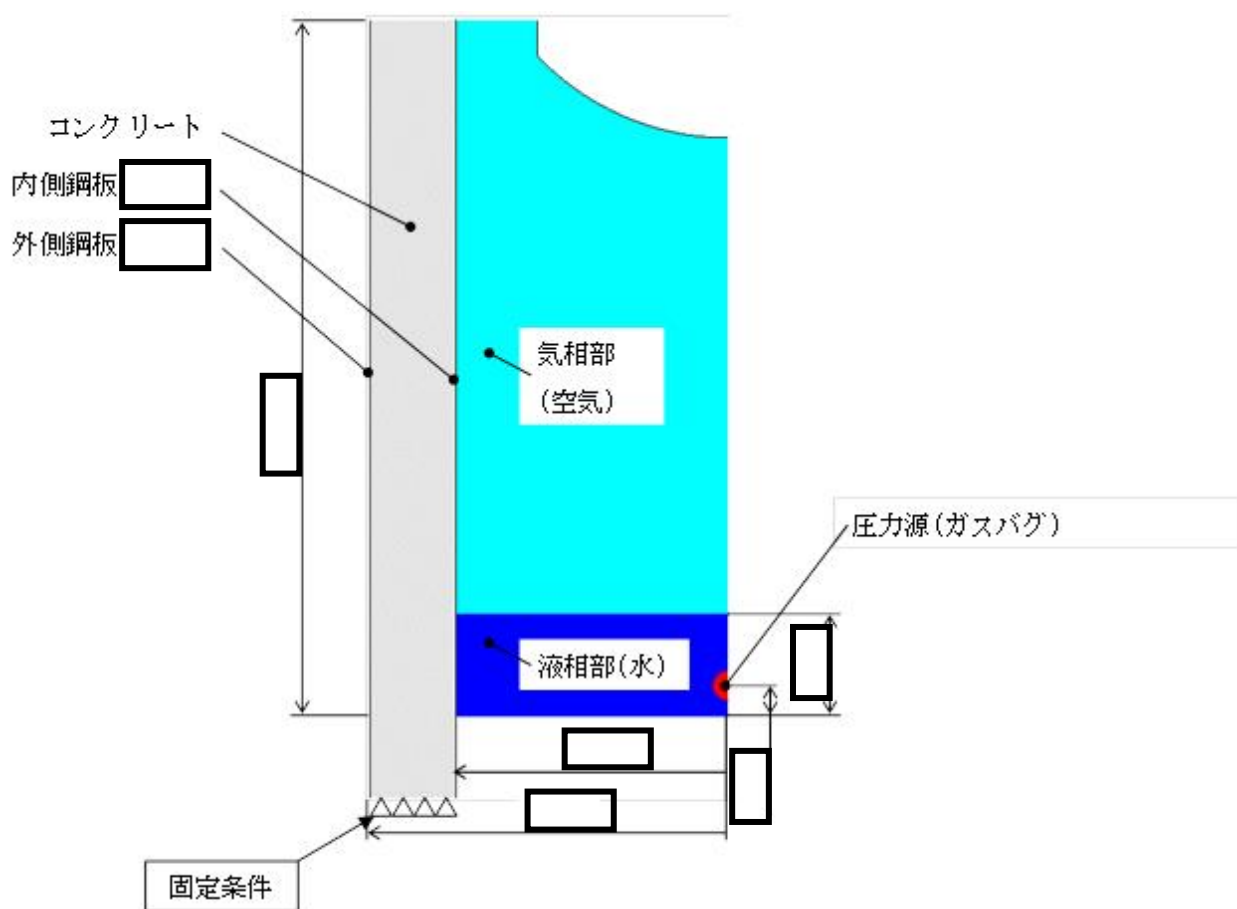 コンクリート
内側鋼板
外側鋼板
気相部
(空気)
圧力源(ガスバグ)
液相部(水)
固定条件